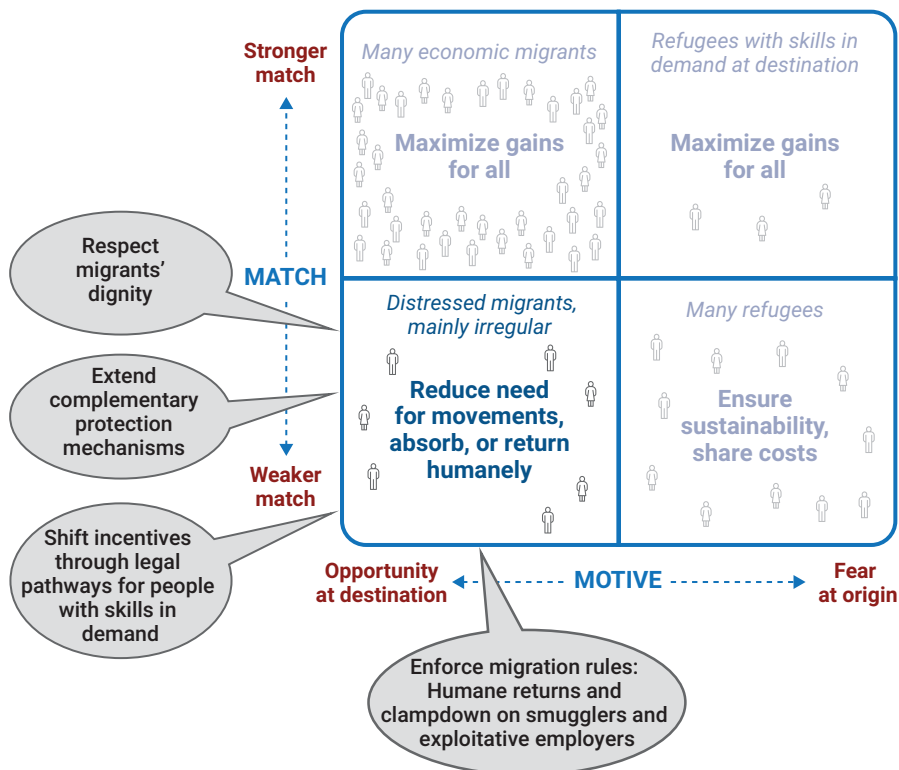 Stronger
match
Many economic migrants
Maximize gains
for all
Refugees with skills in
demand at destination
Maximize gains
for all
Respect
migrants’
dignity
MATCH
Distressed migrants,
mainly irregular
Reduce need
for movements,
absorb, or return
humanely
Many refugees
Ensure
sustainability,
share costs
Extend
complementary
protection
mechanisms
Weaker
match
Shift incentives
through legal
pathways for people
with skills in
demand
Opportunity
at destination
MOTIVE
Fear
at origin
Enforce migration rules:
Humane returns and
clampdown on smugglers and
exploitative employers